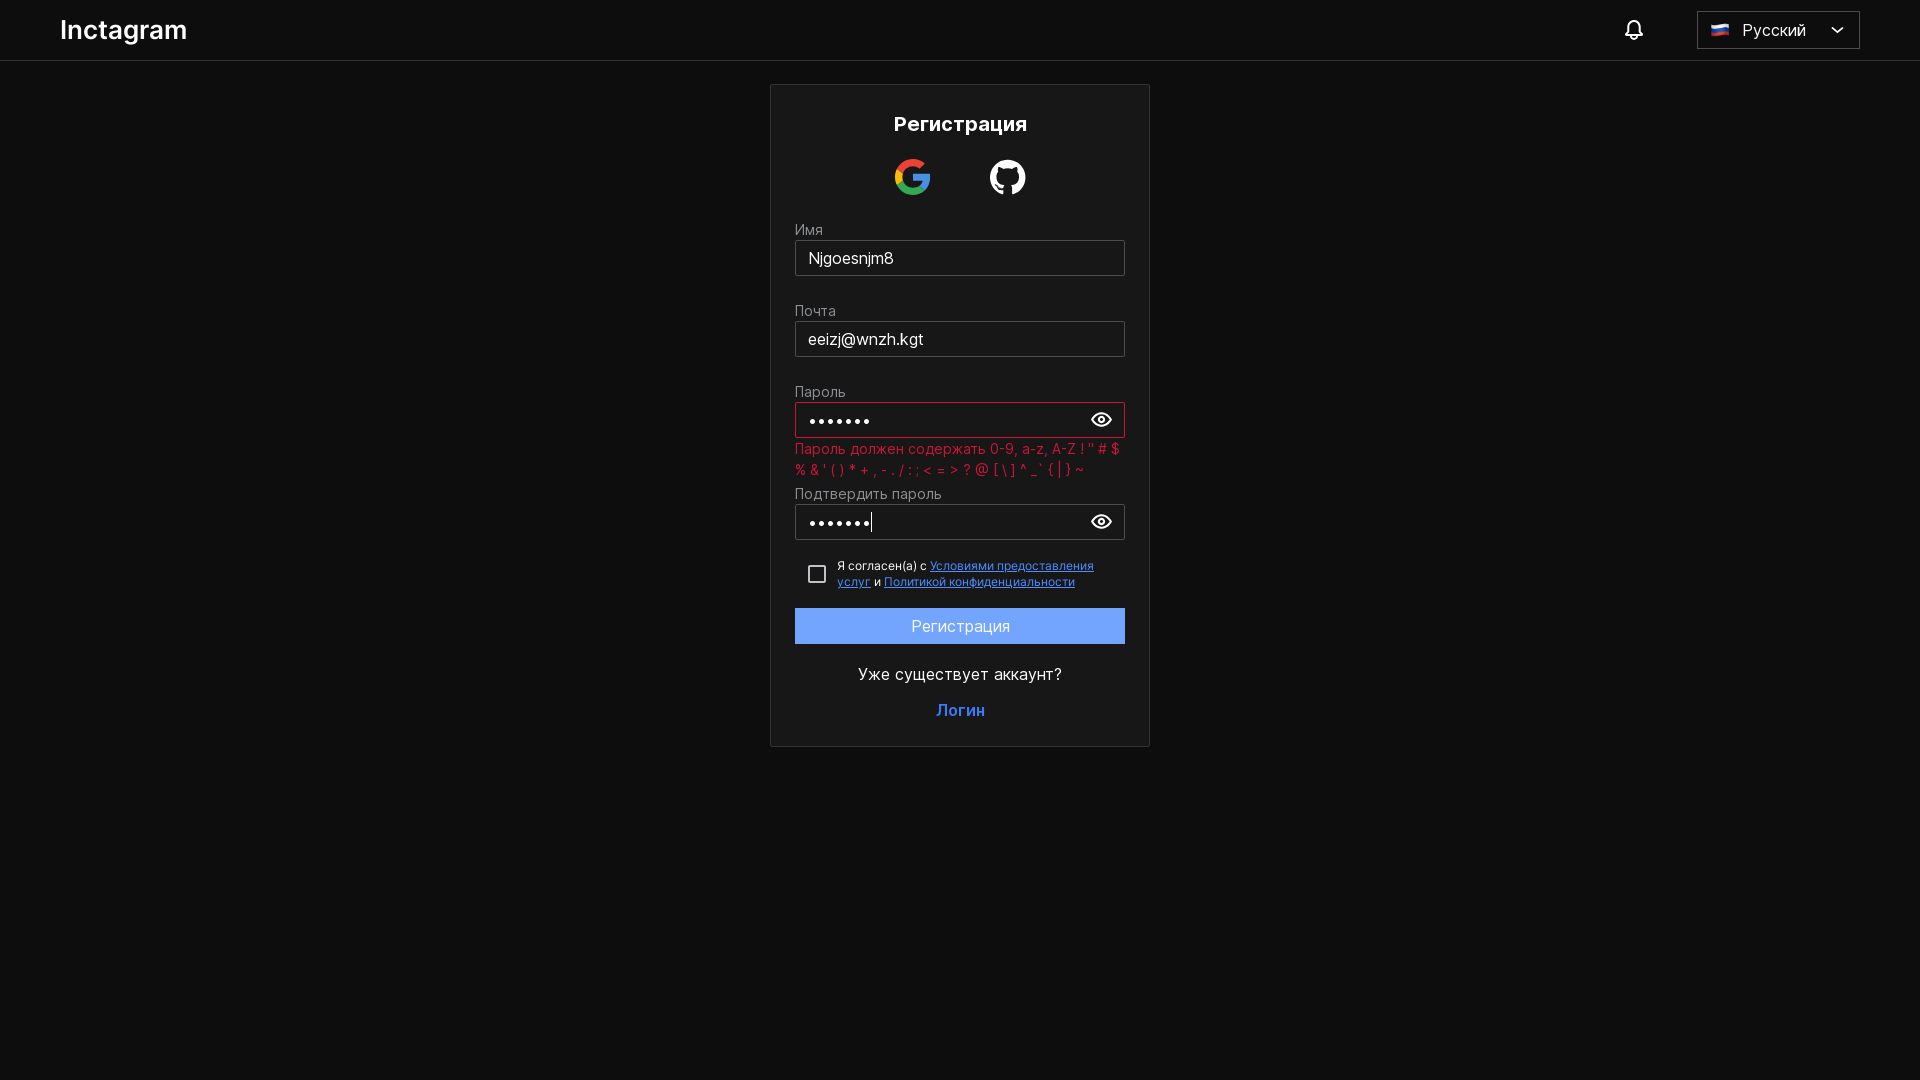 Inctagram
Русский
Регистрация
Имя
Njgoesnjm8
Почта
eeizj@wnzh.kgt
Пароль
•••••••
Пароль должен содержать 0-9, a-z, A-Z ! " # $
% & ' ( ) * + , - . / : ; < = > ? @ [ \ ] ^ _` { | } ~
Подтвердить пароль
•••••••
Я согласен(а) с Условиями предоставления
услуг и Политикой конфиденциальности
Регистрация
Уже существует аккаунт?
Логин